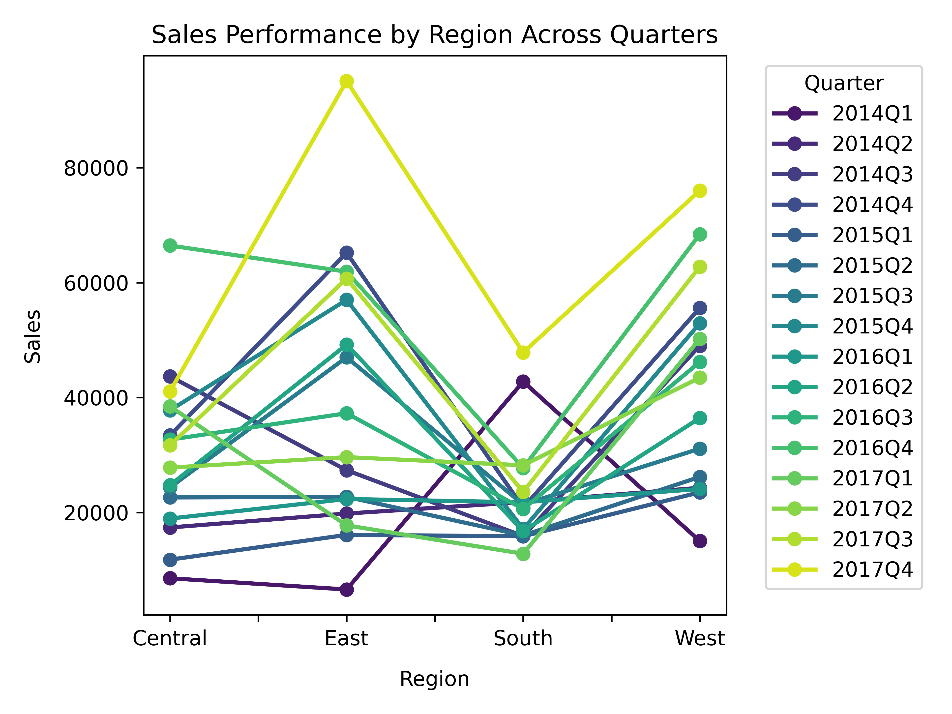 Sales Performance by Region Across Quarters
Sales
80000
60000
40000
20000
Central East South West
Region
Quarter
2014Q1
2014Q2
2014Q3
2014Q4
2015Q1
2015Q2
2015Q3
2015Q4
2016Q1
2016Q2
2016Q3
2016Q4
2017Q1
2017Q2
2017Q3
2017Q4